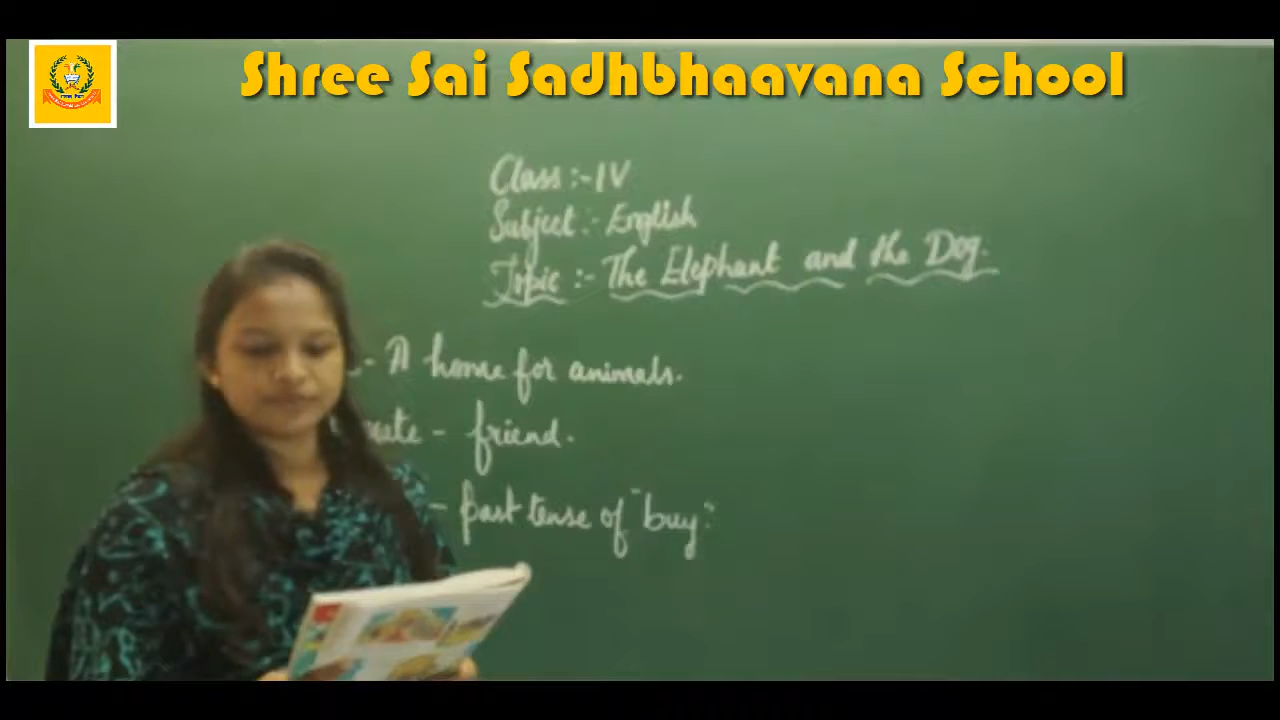 Shree Sai Sadhbhaavana School
Class :- IV
Subject :- English
Topic :- The Elephant and the Dog.
- A home for animals.
- friend.
- Past tense of "buy."